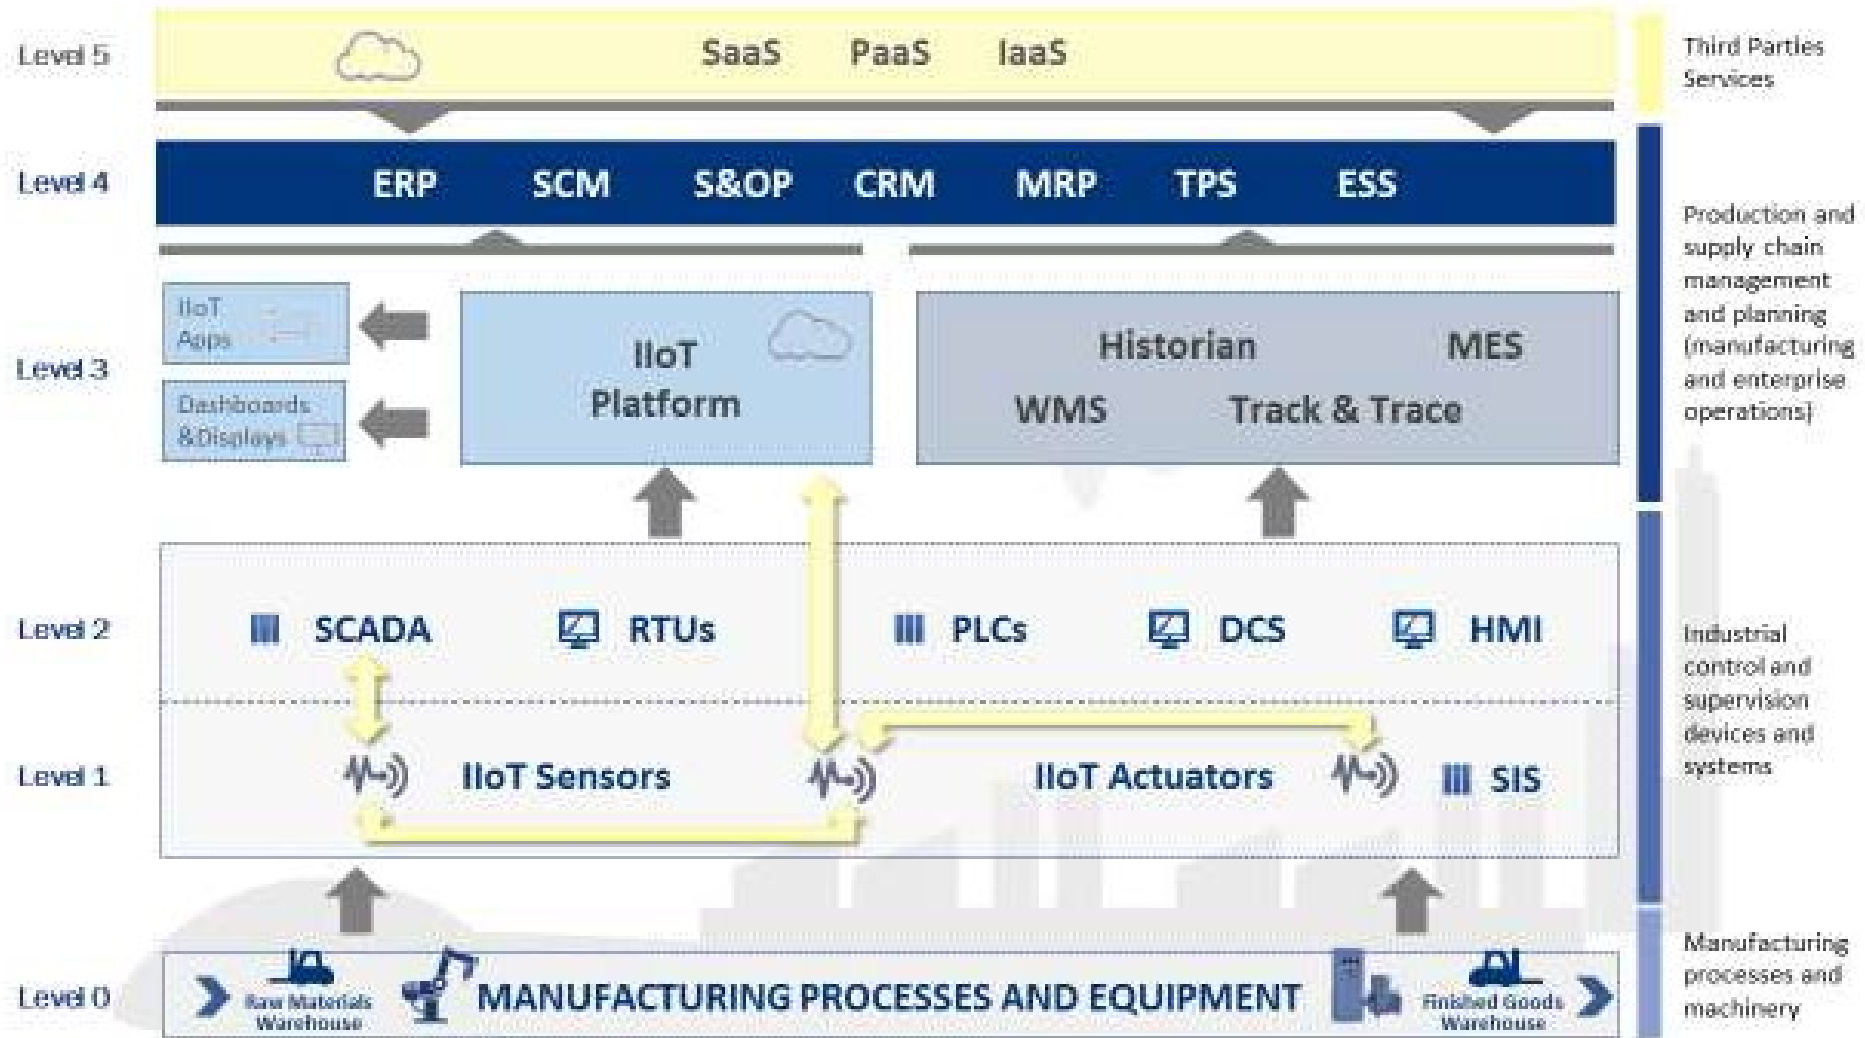 Level 5
SaaS PaaS IaaS
Third Parties
Services
Level 4
ERP SCM S&OP CRM MRP TPS ESS
Production and
supply chain
management
and planning
(manufacturing
and enterprise
operations)
Level 3
IIoT
Apps
Dashboards
&Displays
IIoT
Platform
Historian MES
WMS Track & Trace
Level 2
SCADA RTUs PLCs DCS HMI
Industrial
control and
supervision
devices and
systems
Level 1
IIoT Sensors IIoT Actuators SIS
Level 0
Raw Materials
Warehouse
MANUFACTURING PROCESSES AND EQUIPMENT
Finished Goods
Warehouse
Manufacturing
processes and
machinery